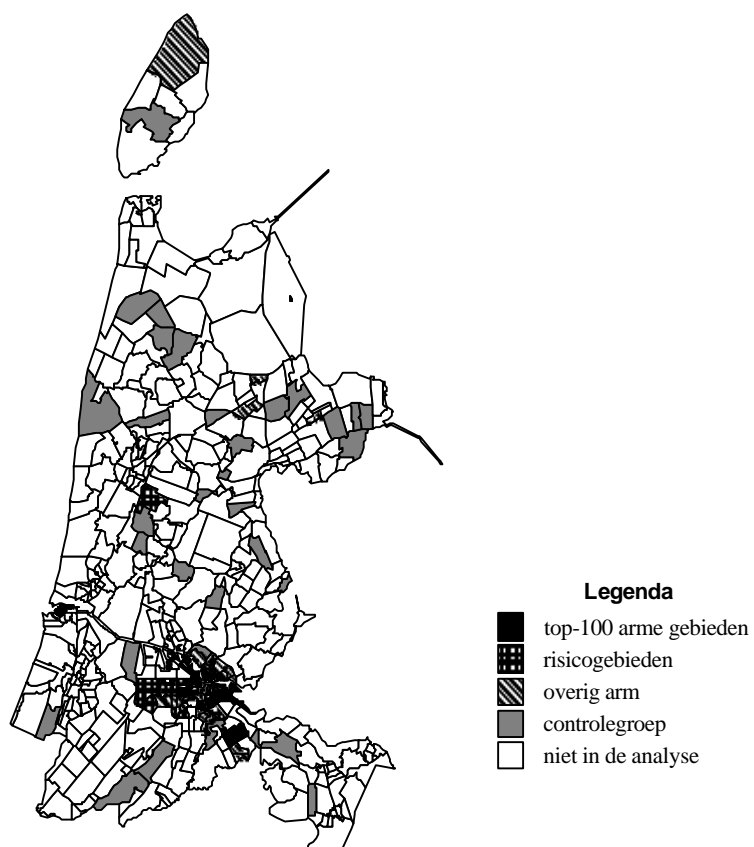 Legenda
top-100 arme gebieden
risicogebieden
overig arm
controlegroep
niet in de analyse